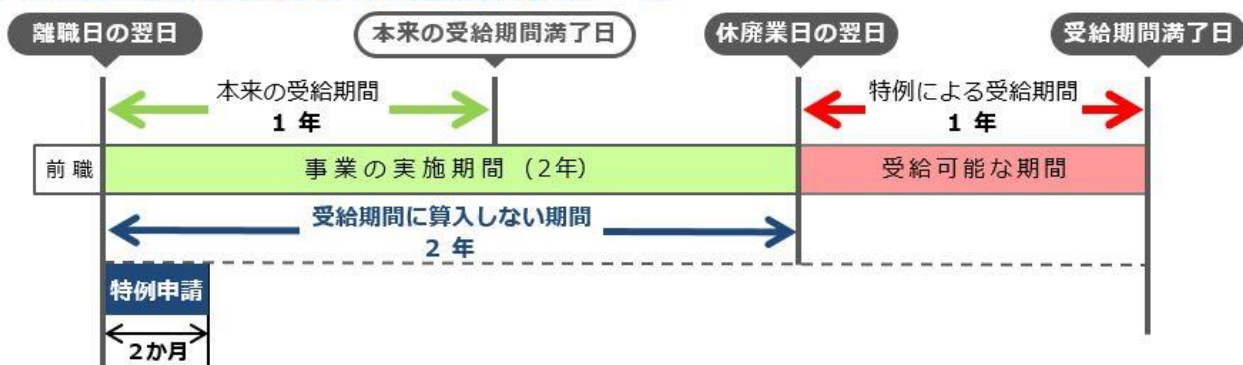 離職日の翌日
本来の受給期間満了日
休廃業日の翌日
受給期間満了日
本来の受給期間
1 年
特例による受給期間
1 年
前職
事業の実施期間（2年）
受給可能な期間
受給期間に算入しない期間
2 年
特例申請
2か月